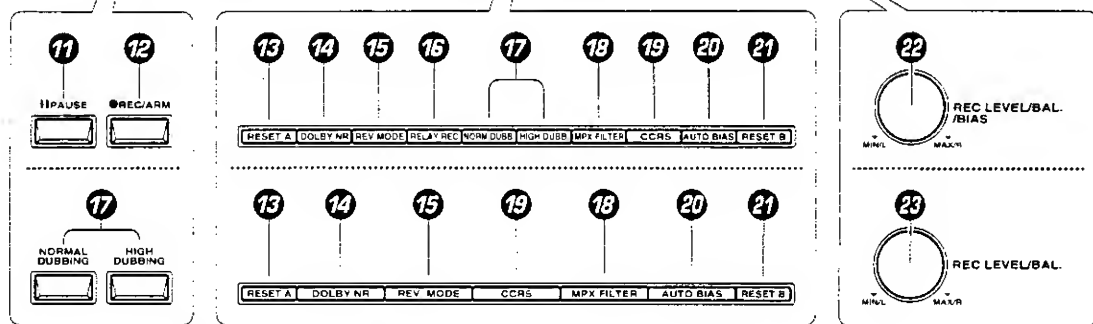 11 12 13 14 15 16 17 18 19 20 21 22
IIPAUSE ●REC/ARM
RESET A DOLBY NR REV MODE RELAY REC NORM DUBB HIGH DUBB MPX FILTER CCRS AUTO BIAS RESET B
REC LEVEL/BAL.
/BIAS
MIN/L MAX/R
17 13 14 15 19 18 20 21 23
NORMAL DUBBING HIGH DUBBING
RESET A DOLBY NR REV MODE CCRS MPX FILTER AUTO BIAS RESET B
REC LEVEL/BAL.
MIN/L MAX/R